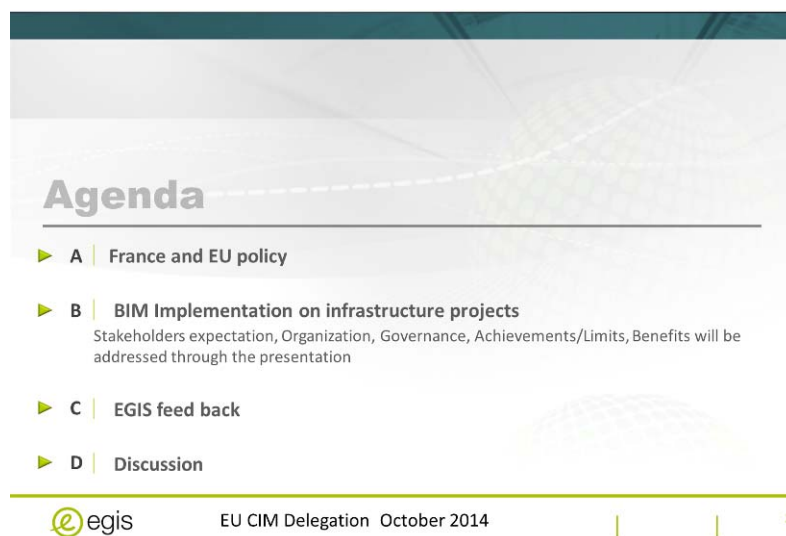 Agenda
A France and EU policy
B BIM Implementation on infrastructure projects
Stakeholders expectation, Organization, Governance, Achievements/Limits, Benefits will be
addressed through the presentation
C EGIS feed back
D Discussion
egis EU CIM Delegation October 2014